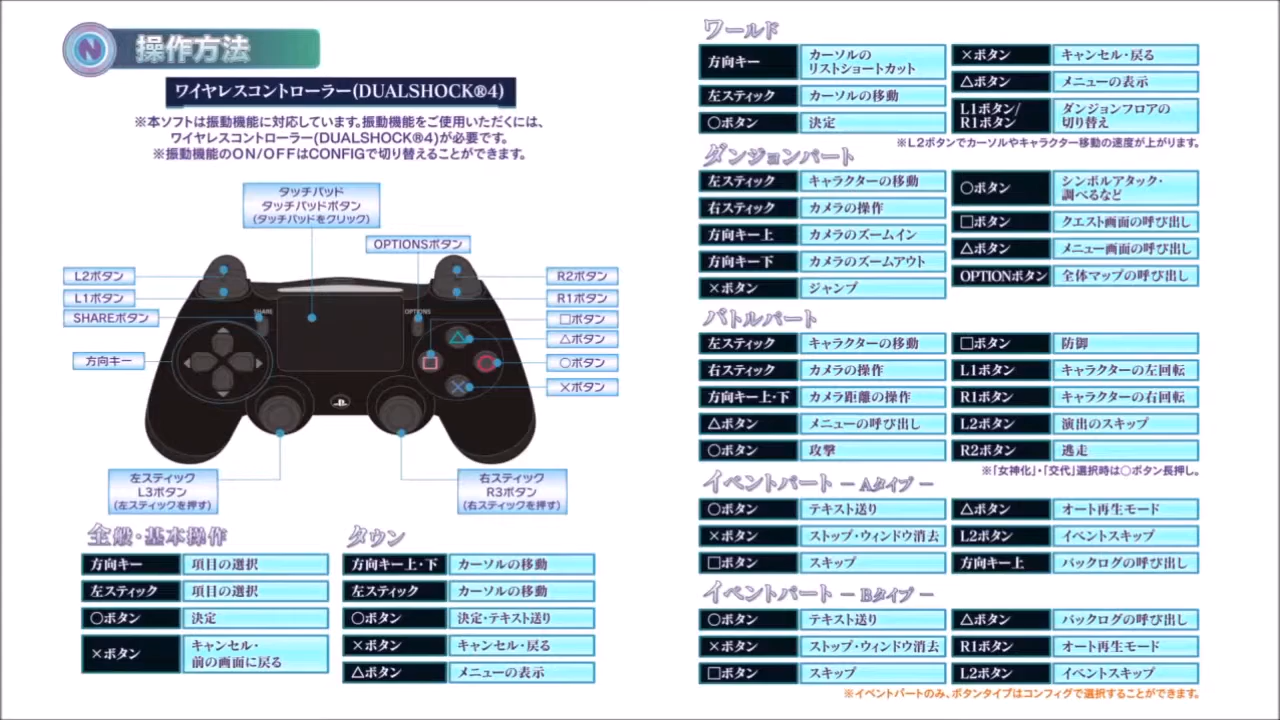 N 操作方法
ワイヤレスコントローラー(DUALSHOCK®4)
※本ソフトは振動機能に対応しています。振動機能をご使用いただくには、
ワイヤレスコントローラー(DUALSHOCK®4)が必要です。
※振動機能のON/OFFはCONFIGで切り替えることができます。
タッチパッド
タッチパッドボタン
(タッチパッドをクリック)
OPTIONSボタン
L2ボタン
L1ボタン
SHAREボタン
方向キー
R2ボタン
R1ボタン
□ボタン
△ボタン
○ボタン
×ボタン
SHARE
OPTIONS
左スティック
L3ボタン
(左スティックを押す)
右スティック
R3ボタン
(右スティックを押す)
全般・基本操作
方向キー 項目の選択
左スティック 項目の選択
○ボタン 決定
×ボタン キャンセル・
前の画面に戻る
タウン
方向キー上・下 カーソルの移動
左スティック カーソルの移動
○ボタン 決定・テキスト送り
×ボタン キャンセル・戻る
△ボタン メニューの表示
ワールド
方向キー カーソルの
リストショートカット
左スティック カーソルの移動
○ボタン 決定
×ボタン キャンセル・戻る
△ボタン メニューの表示
L1ボタン/
R1ボタン ダンジョンフロアの
切り替え
※L2ボタンでカーソルやキャラクター移動の速度が上がります。
ダンジョンパート
左スティック キャラクターの移動
右スティック カメラの操作
方向キー上 カメラのズームイン
方向キー下 カメラのズームアウト
×ボタン ジャンプ
○ボタン シンボルアタック・
調べるなど
□ボタン クエスト画面の呼び出し
△ボタン メニュー画面の呼び出し
OPTIONボタン 全体マップの呼び出し
バトルパート
左スティック キャラクターの移動
右スティック カメラの操作
方向キー上・下 カメラ距離の操作
△ボタン メニューの呼び出し
○ボタン 攻撃
□ボタン 防御
L1ボタン キャラクターの左回転
R1ボタン キャラクターの右回転
L2ボタン 演出のスキップ
R2ボタン 逃走
※「女神化」・「交代」選択時は○ボタン長押し。
イベントパート ― Aタイプ ―
○ボタン テキスト送り
×ボタン ストップ・ウィンドウ消去
□ボタン スキップ
△ボタン オート再生モード
L2ボタン イベントスキップ
方向キー上 バックログの呼び出し
イベントパート ― Bタイプ ―
○ボタン テキスト送り
×ボタン ストップ・ウィンドウ消去
□ボタン スキップ
△ボタン バックログの呼び出し
R1ボタン オート再生モード
L2ボタン イベントスキップ
※イベントパートのみ、ボタンタイプはコンフィグで選択することができます。